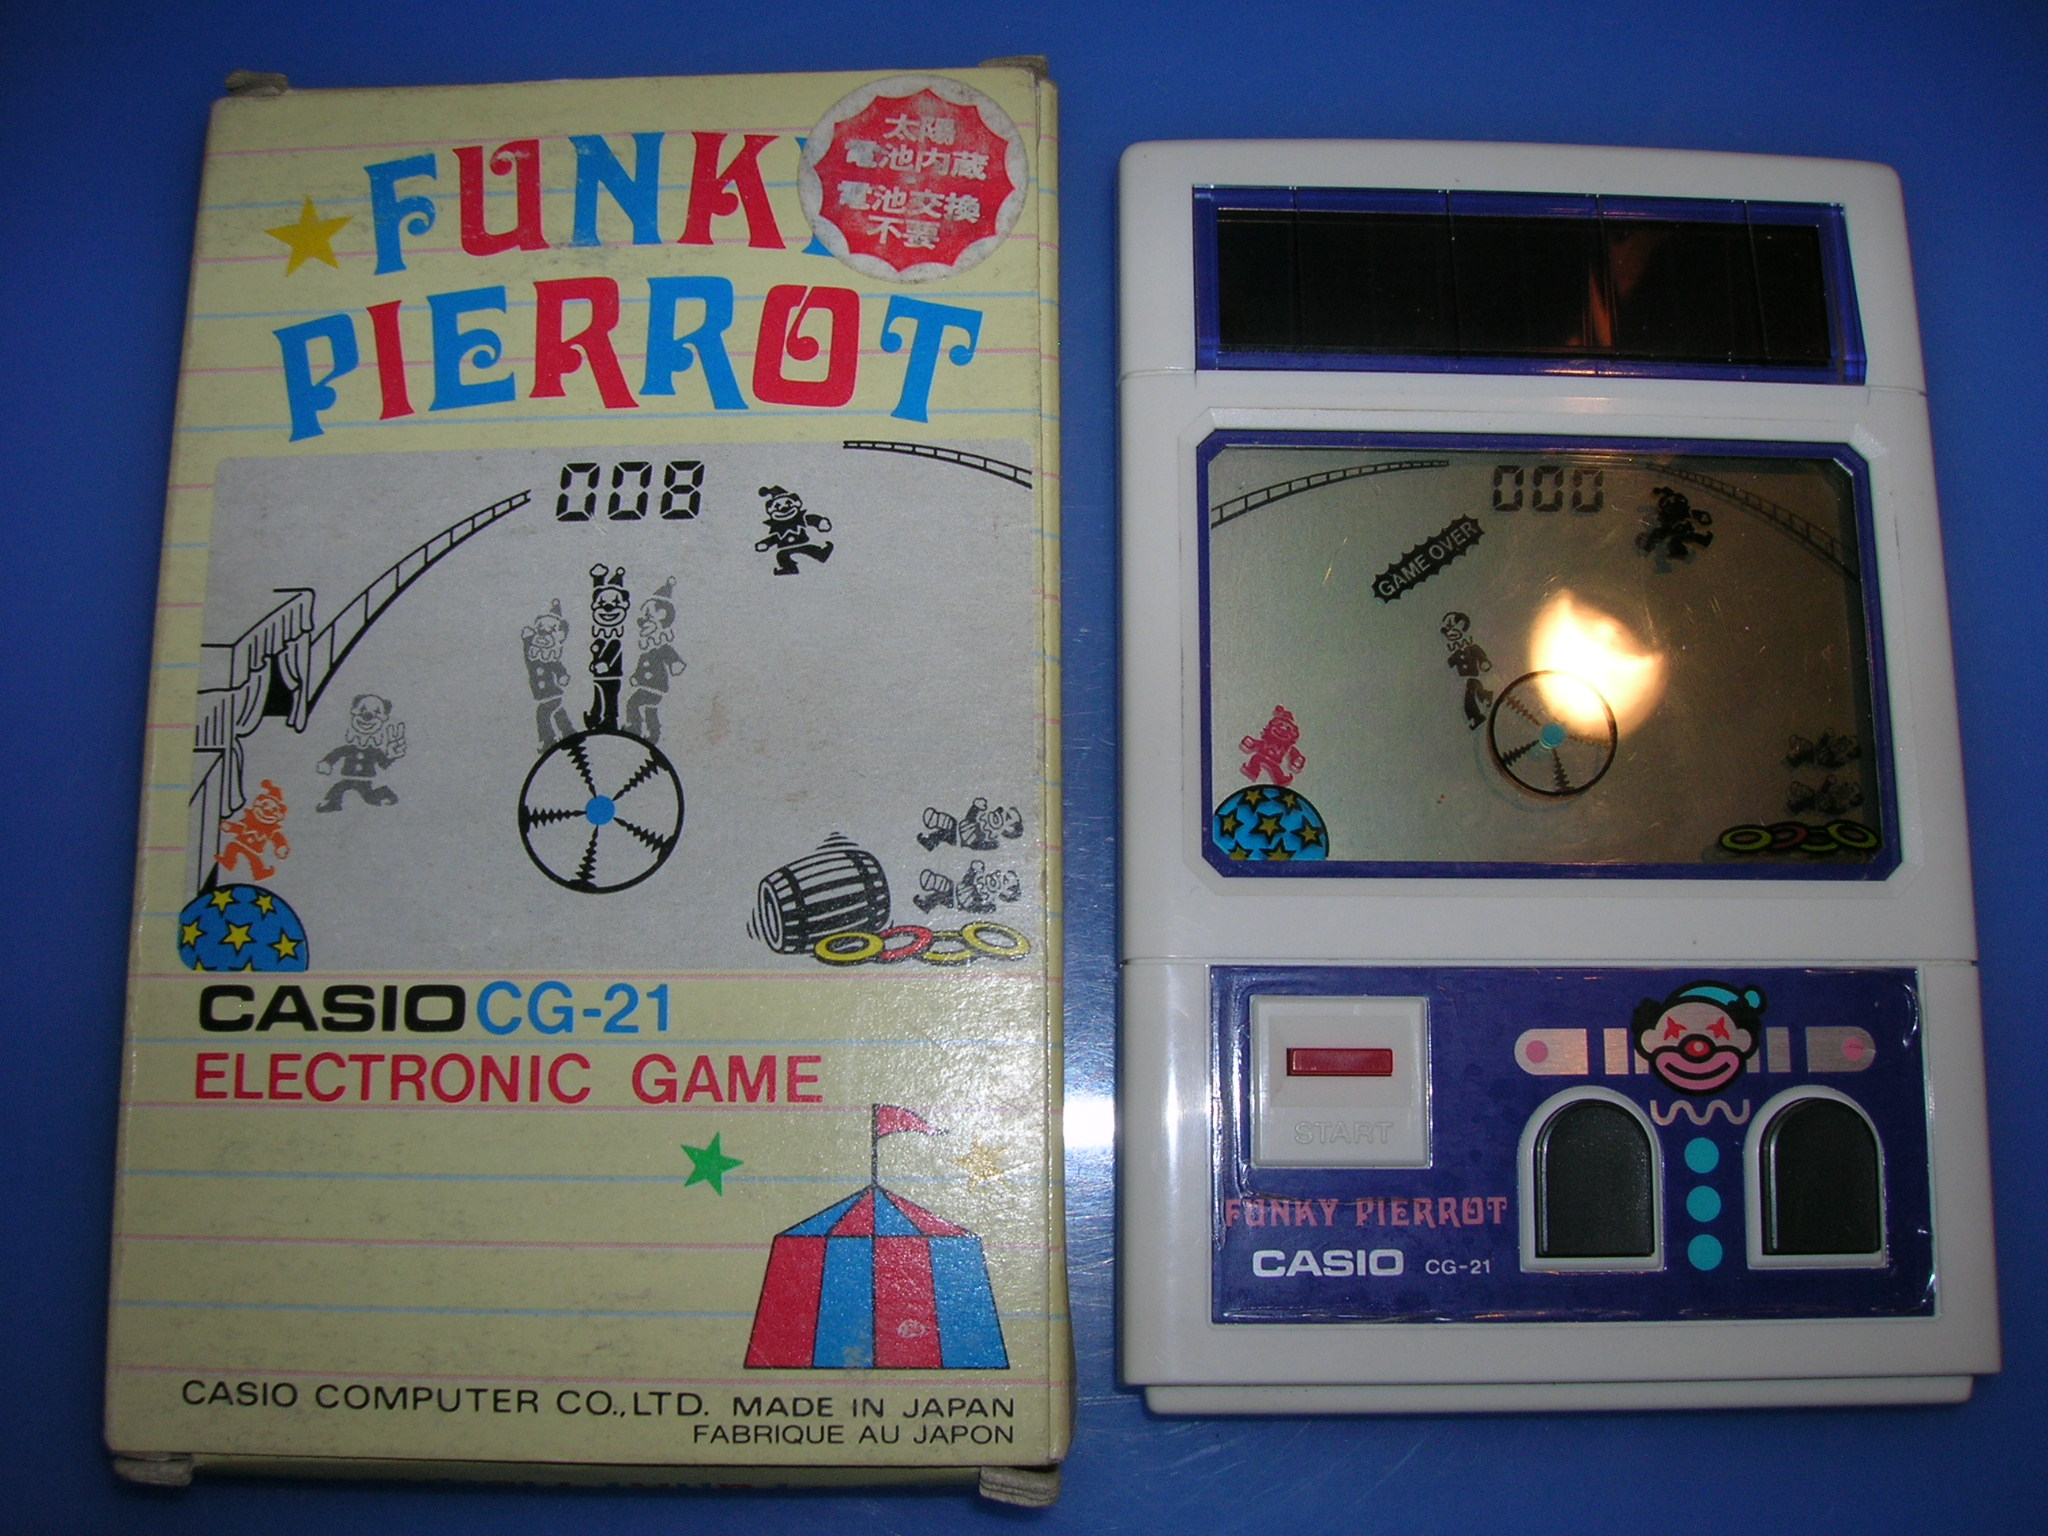 FUNK
PIERROT
太陽
電池内蔵
電池交換
不要
008
CASIO CG-21
ELECTRONIC GAME
CASIO COMPUTER CO.,LTD. MADE IN JAPAN
FABRIQUE AU JAPON
000
GAME OVER
START
FUNKY PIERROT
CASIO CG-21